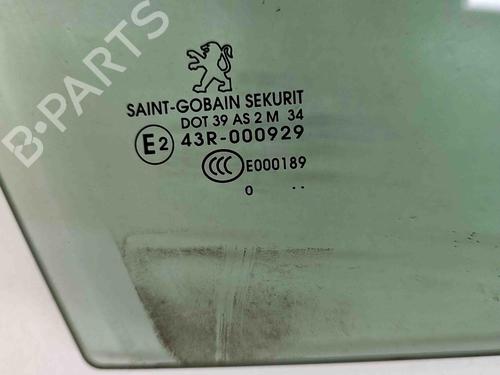 SAINT-GOBAIN SEKURIT
DOT 39 AS 2 M 34
E2 43R-000929
CCC E000189
0 ..
B-PARTS